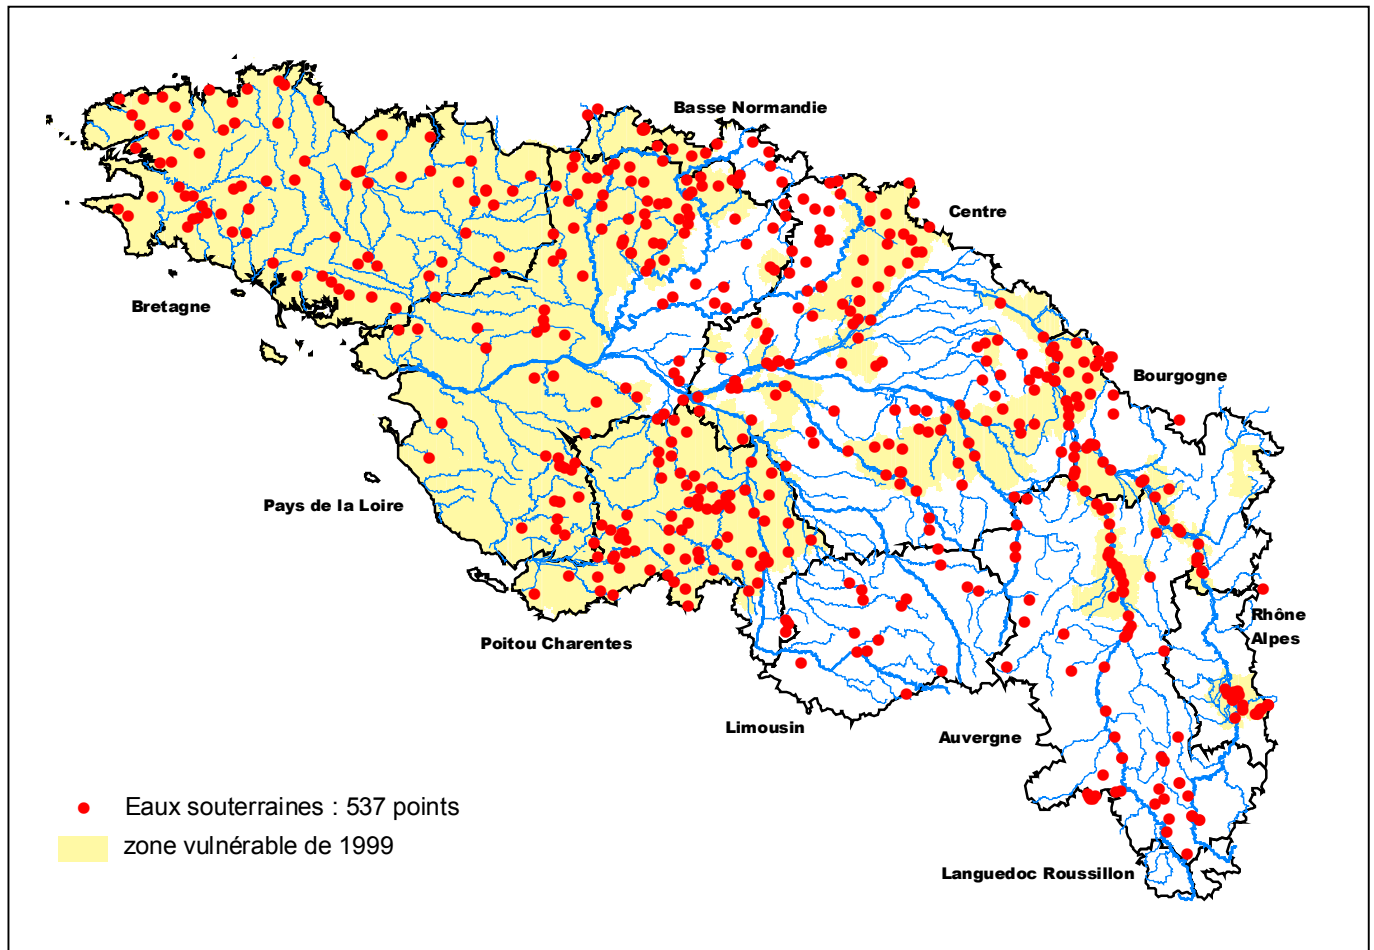 Basse Normandie
Centre
Bretagne
Bourgogne
Pays de la Loire
Rhône
Alpes
Poitou Charentes
Limousin
Auvergne
Eaux souterraines : 537 points
zone vulnérable de 1999
Languedoc Roussillon